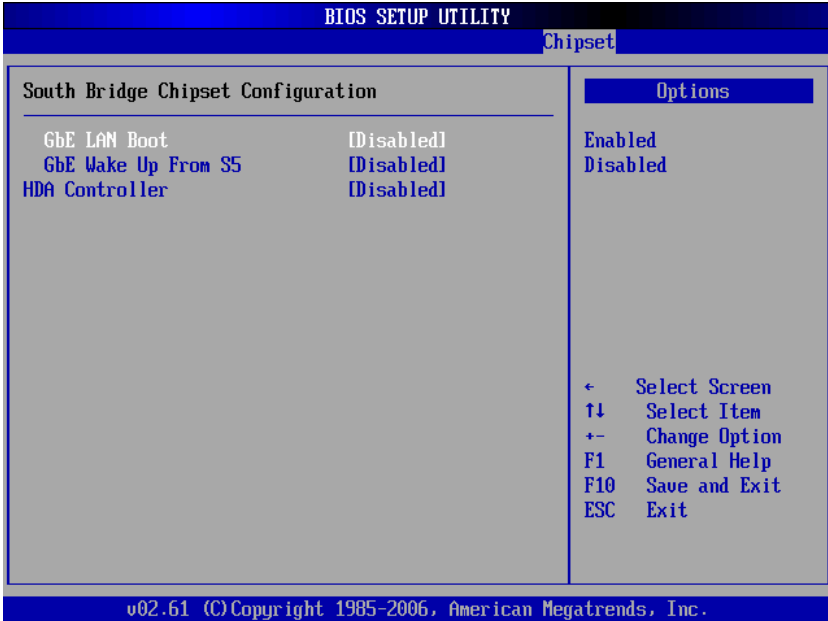 BIOS SETUP UTILITY
Chipset
South Bridge Chipset Configuration
GbE LAN Boot [Disabled]
GbE Wake Up From S5 [Disabled]
HDA Controller [Disabled]
Options
Enabled
Disabled
← Select Screen
↑↓ Select Item
+- Change Option
F1 General Help
F10 Save and Exit
ESC Exit
v02.61 (C)Copyright 1985-2006, American Megatrends, Inc.